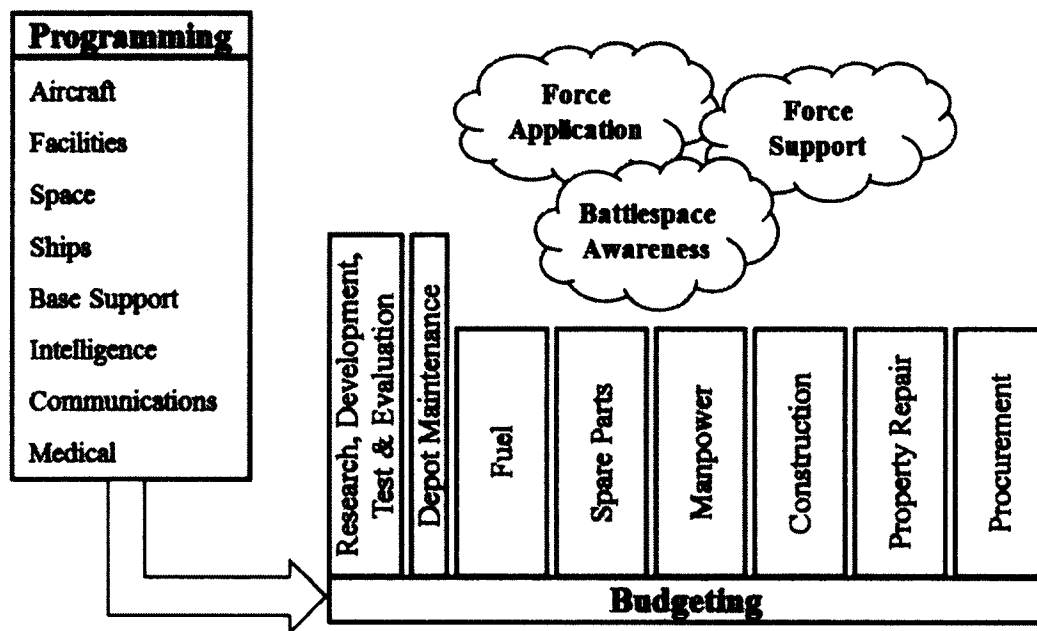 Programming
Aircraft
Facilities
Space
Ships
Base Support
Intelligence
Communications
Medical
Force
Application
Force
Support
Battlespace
Awareness
Research, Development,
Test & Evaluation
Depot Maintenance
Fuel
Spare Parts
Manpower
Construction
Property Repair
Procurement
Budgeting